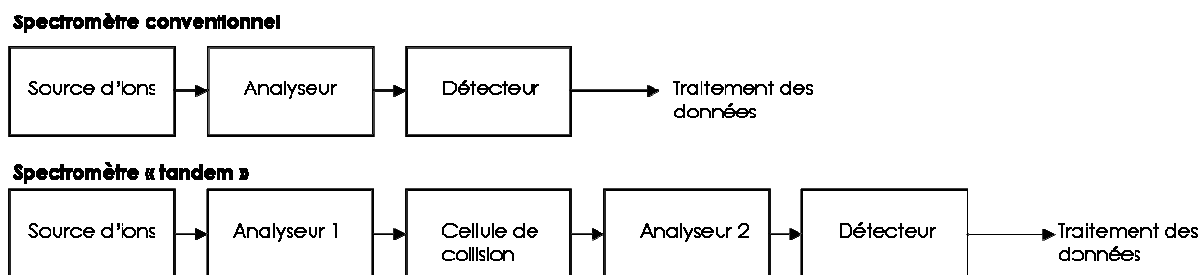 Spectromètre conventionnel
Source d'ions
Analyseur
Détecteur
Traitement des
données
Spectromètre « tandem »
Source d'ions
Analyseur 1
Cellule de
collision
Analyseur 2
Détecteur
Traitement des
données